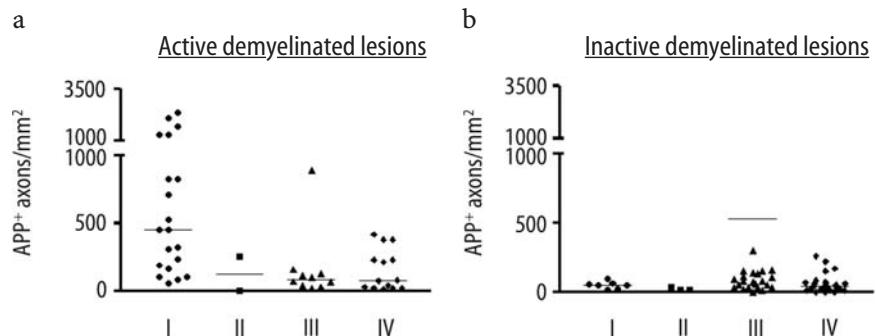 a
Active demyelinated lesions
APP+ axons/mm²
3500
1000
1000
500
0
I II III IV
b
Inactive demyelinated lesions
APP+ axons/mm²
3500
1000
1000
500
0
I II III IV